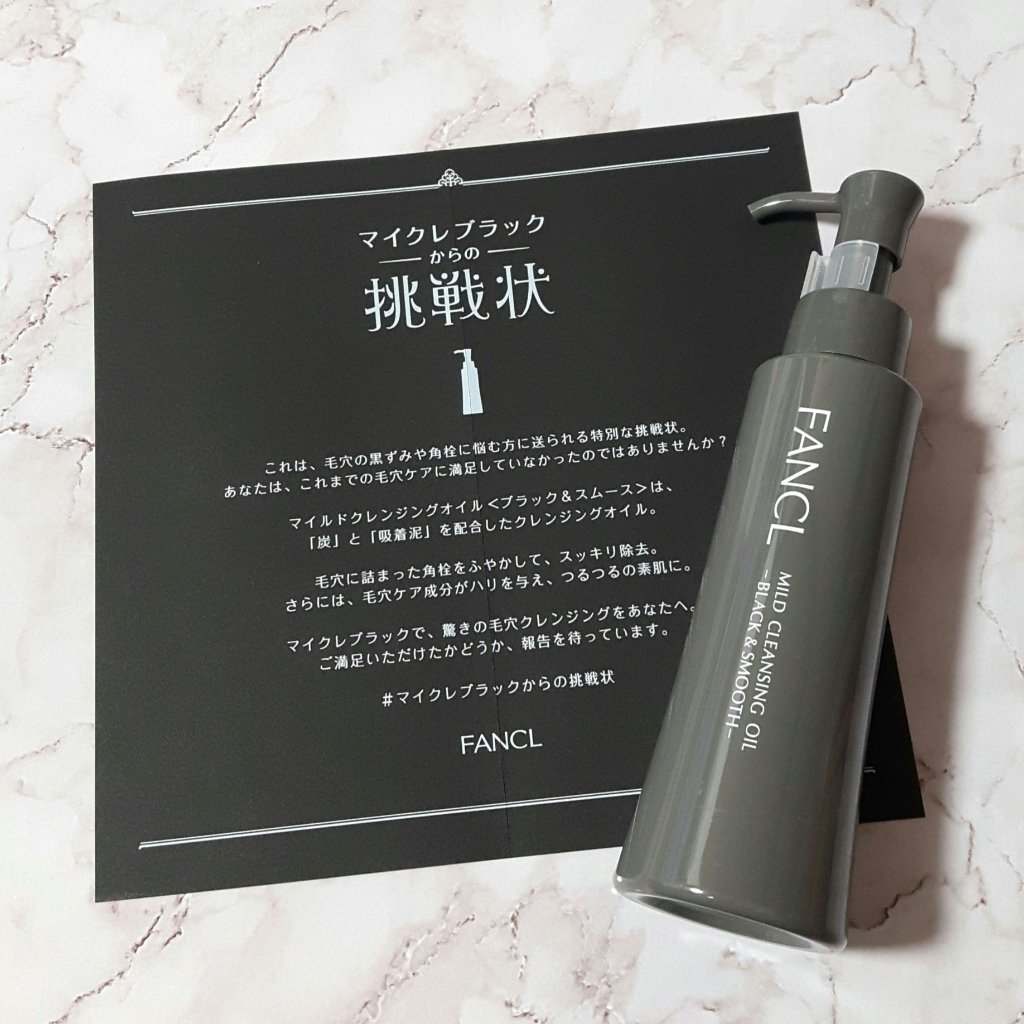 マイクレブラック
からの
挑戦状
これは、毛穴の黒ずみや角栓に悩む方に送られる特別な挑戦状。
あなたは、これまでの毛穴ケアに満足していなかったのではありませんか？
マイルドクレンジングオイル＜ブラック＆スムース＞は、
「炭」と「吸着泥」を配合したクレンジングオイル。
毛穴に詰まった角栓をふやかして、スッキリ除去。
さらには、毛穴ケア成分がハリを与え、つるつるの素肌に。
マイクレブラックで、驚きの毛穴クレンジングをあなたへ。
ご満足いただけたかどうか、報告を待っています。
#マイクレブラックからの挑戦状
FANCL
FANCL
MILD CLEANSING OIL
-BLACK & SMOOTH-